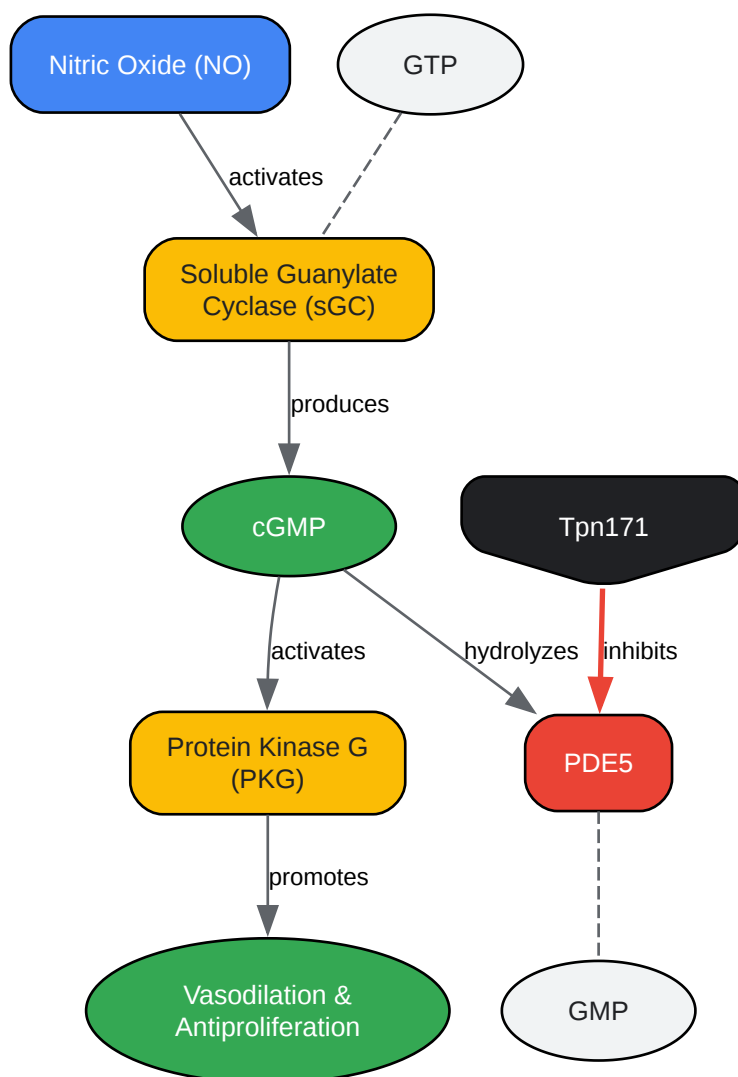 Nitric Oxide (NO)
GTP
activates
Soluble Guanylate
Cyclase (sGC)
produces
cGMP
Tpn171
activates
hydrolyzes
inhibits
Protein Kinase G
(PKG)
PDE5
promotes
Vasodilation &
Antiproliferation
GMP